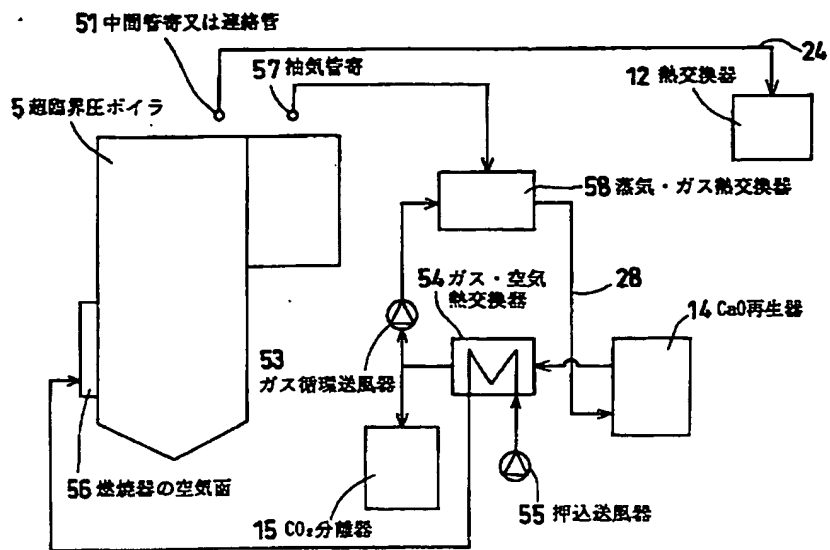 51 中間管寄又は連絡管
24
57 抽気管寄
12 熱交換器
5 超臨界圧ボイラ
58 蒸気・ガス熱交換器
54 ガス・空気
熱交換器
28
14 CaO再生器
53
ガス循環送風器
56 燃焼器の空気面
15 CO₂分離器
55 押込送風器